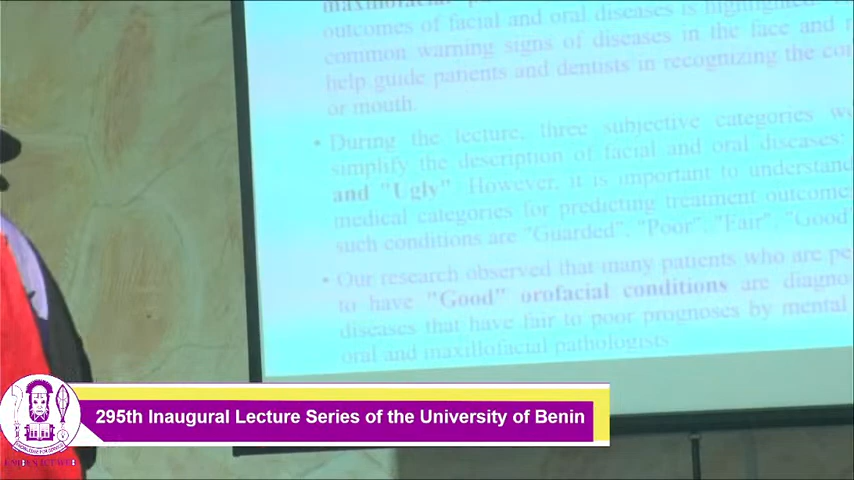 maxillofacial
outcomes of facial and oral diseases is highlighted.
common warning signs of diseases in the face and
help guide patients and dentists in recognizing the
or mouth.
• During the lecture, three subjective categories
simplify the description of facial and oral diseases:
and "Ugly" However, it is important to understand
medical categories for predicting treatment outcome
such conditions are "Guarded", "Poor", "Fair", "Good"
• Our research observed that many patients who are
to have "Good" orofacial conditions are
diseases that have fair to poor prognoses by mental
oral and maxillofacial pathologists
295th Inaugural Lecture Series of the University of Benin